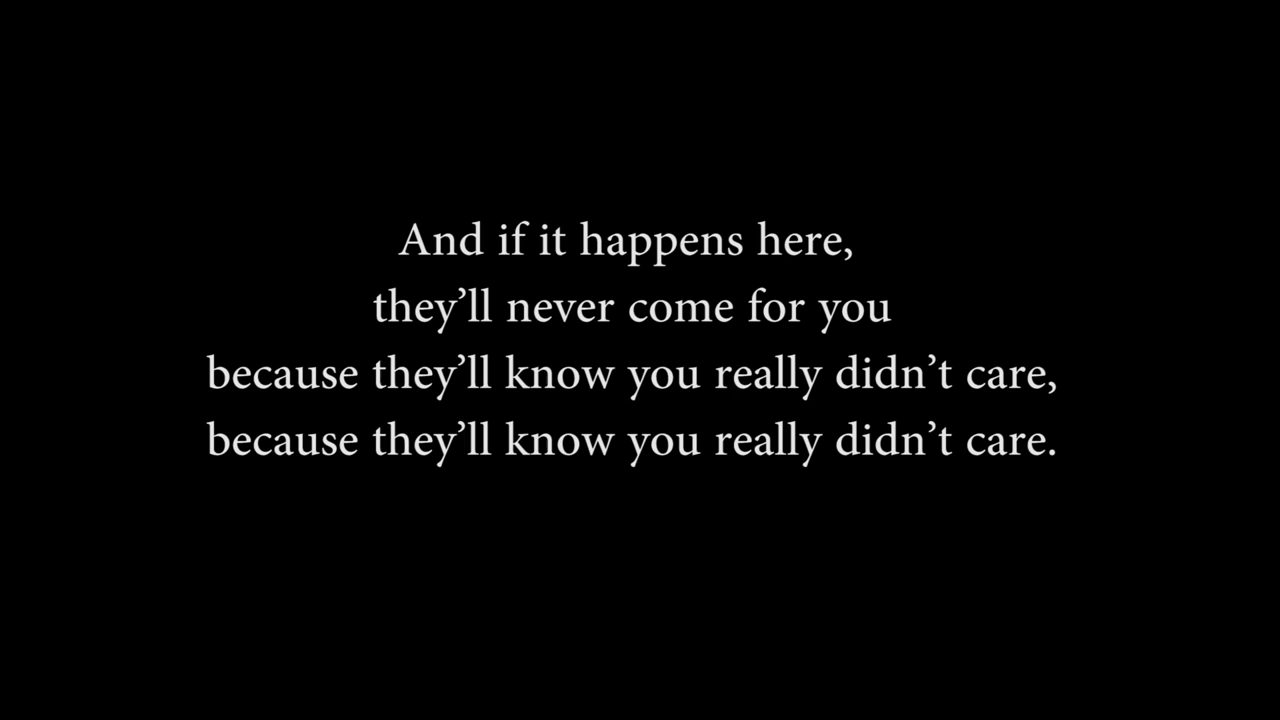 And if it happens here,
they’ll never come for you
because they’ll know you really didn’t care,
because they’ll know you really didn’t care.